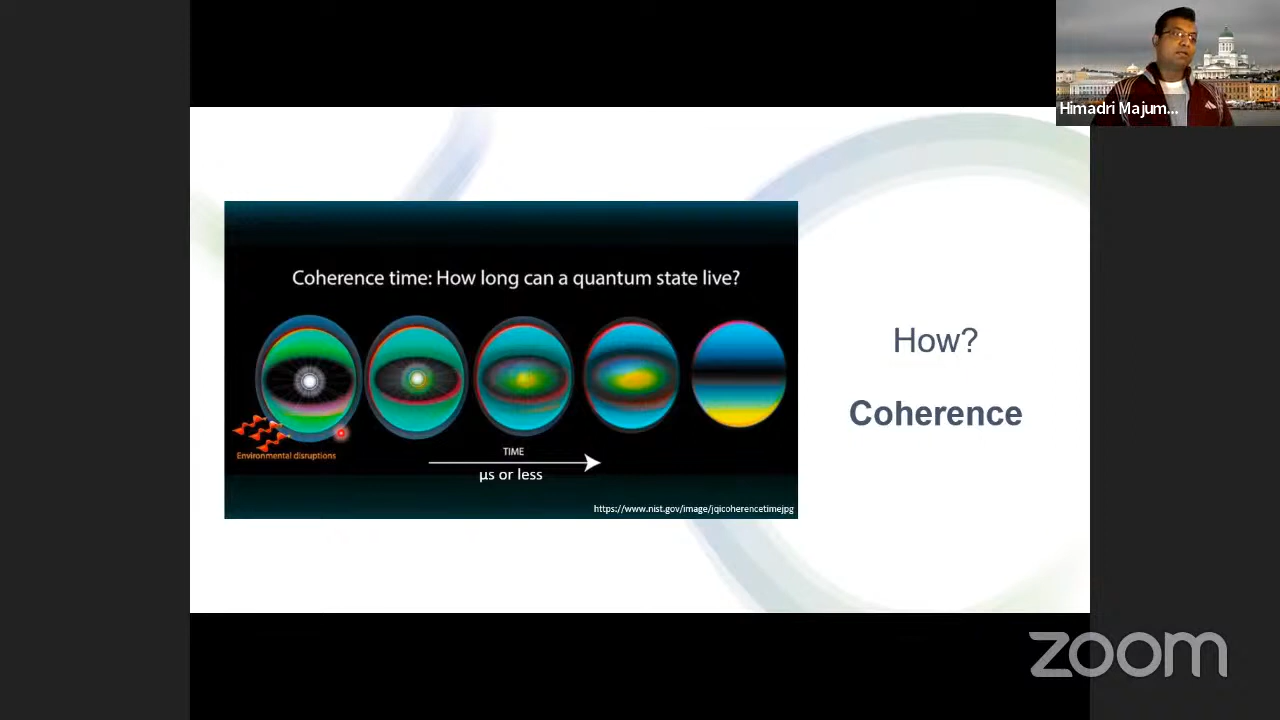 Himadri Majum...
Coherence time: How long can a quantum state live?
Environmental disruptions
TIME
µs or less
https://www.nist.gov/image/jqicoherencetimejpg
How?
Coherence
zoom